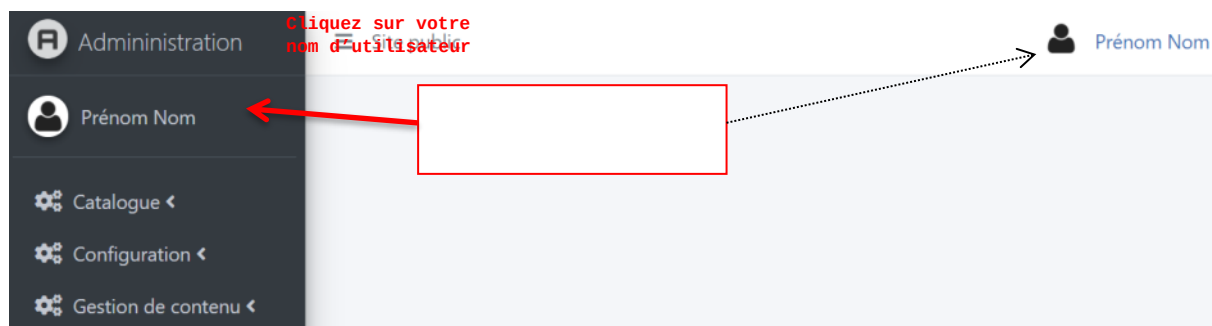 Admininistration
Cliquez sur votre
nom d'utilisateur
Site public
Prénom Nom
Prénom Nom
Catalogue
Configuration
Gestion de contenu